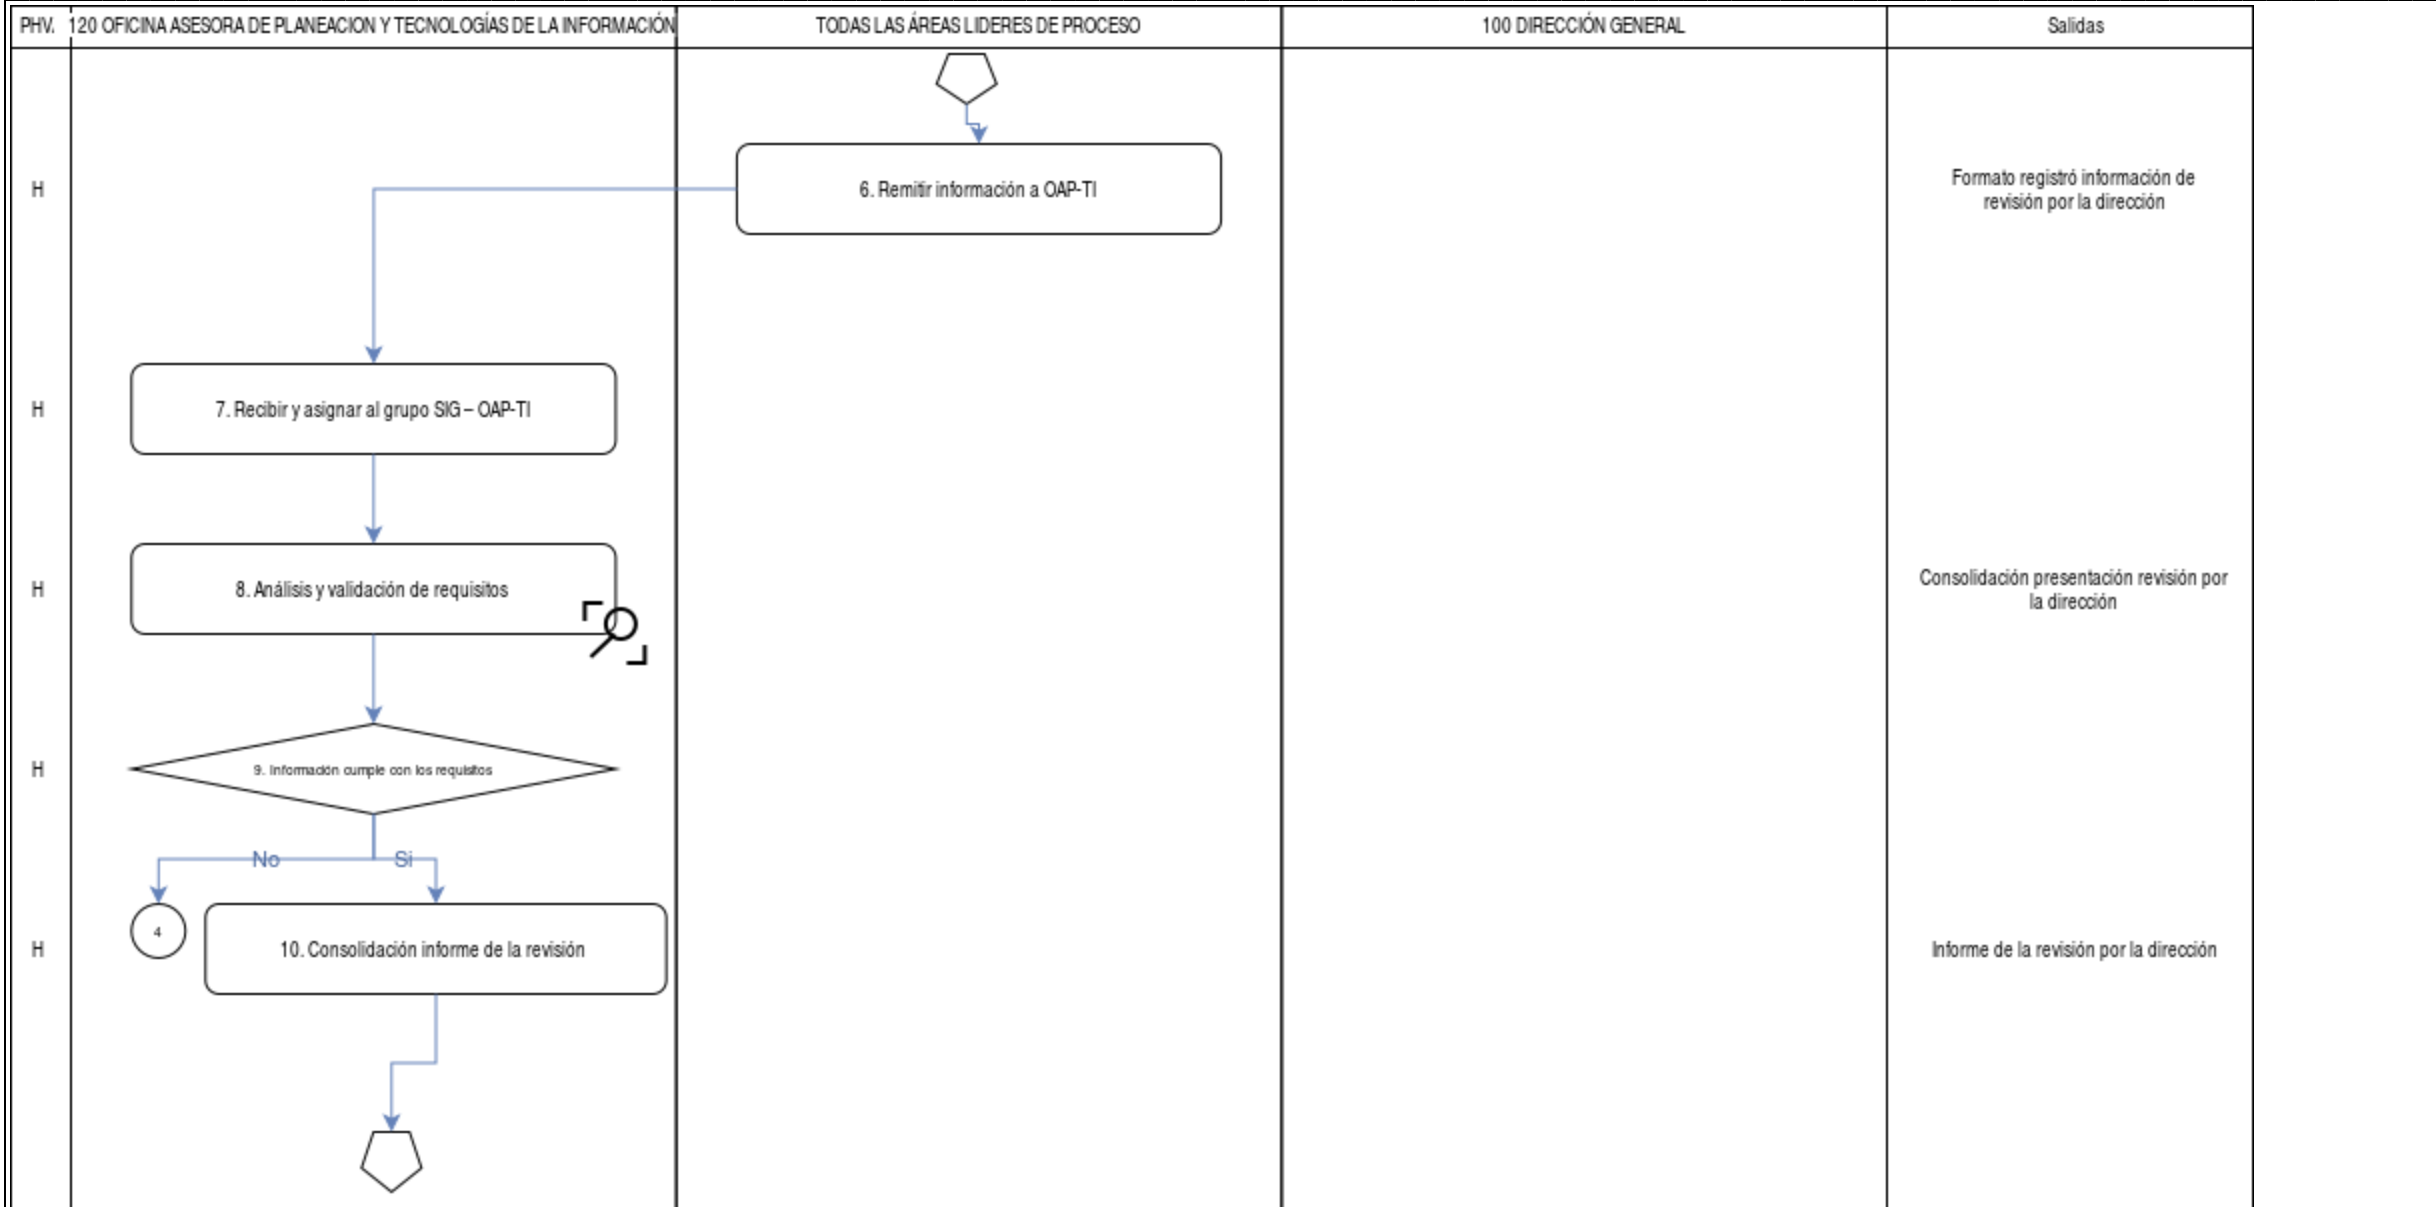 PHV. 120 OFICINA ASESORA DE PLANEACION Y TECNOLOGÍAS DE LA INFORMACIÓN TODAS LAS ÁREAS LIDERES DE PROCESO 100 DIRECCIÓN GENERAL Salidas
H
6. Remitir información a OAP-TI
Formato registró información de
revisión por la dirección
H
7. Recibir y asignar al grupo SIG – OAP-TI
H
8. Análisis y validación de requisitos
Consolidación presentación revisión por
la dirección
H
9. Información cumple con los requisitos
No
Si
H
4
10. Consolidación informe de la revisión
Informe de la revisión por la dirección